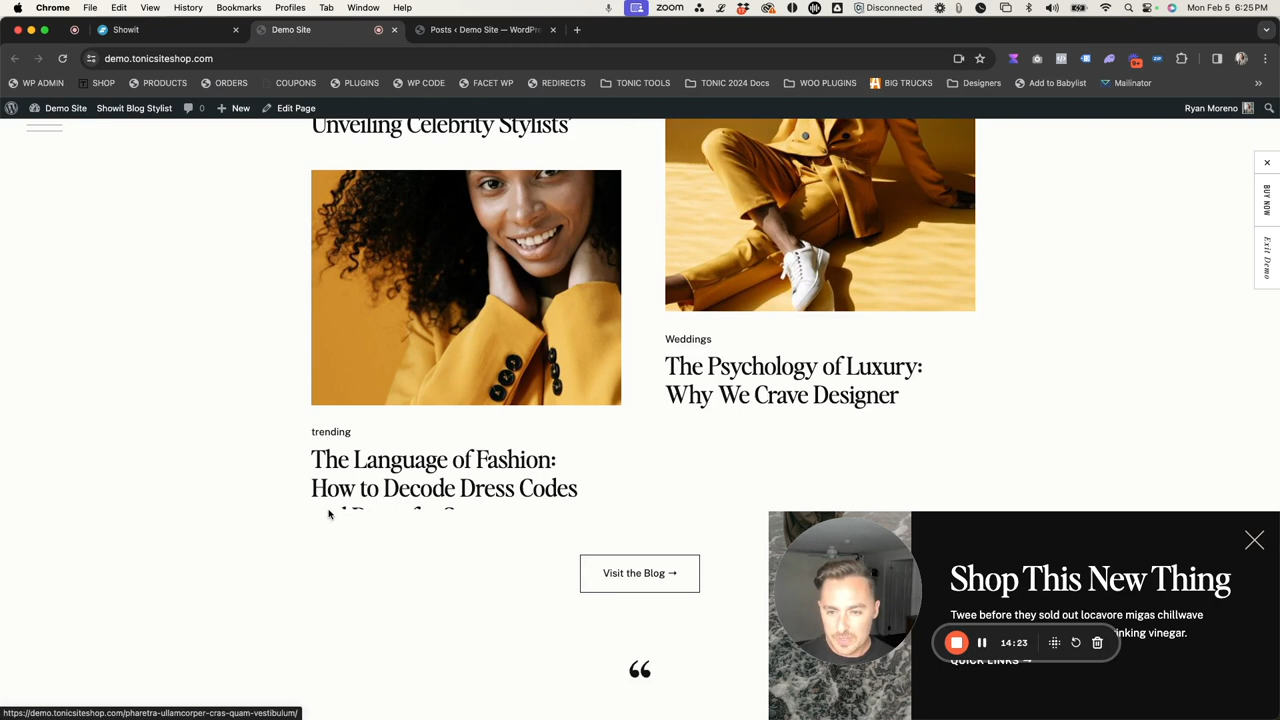 Chrome File Edit View History Bookmarks Profiles Tab Window Help zoom Disconnected Mon Feb 5 6:25 PM
Showit Demo Site Posts ‹ Demo Site — WordPre
demo.tonicsiteshop.com
WP ADMIN SHOP PRODUCTS ORDERS COUPONS PLUGINS WP CODE FACET WP REDIRECTS TONIC TOOLS TONIC 2024 Docs WOO PLUGINS BIG TRUCKS Designers Add to Babylist Mailinator »
Demo Site Showit Blog Stylist 0 New Edit Page Ryan Moreno
Unveiling Celebrity Stylists'
BUY NOW
Exit Demo
Weddings
The Psychology of Luxury:
Why We Crave Designer
trending
The Language of Fashion:
How to Decode Dress Codes
Visit the Blog →
Shop This New Thing
Twee before they sold out locavore migas chillwave
inking vinegar.
14:23
QUICK LINKS →
“
https://demo.tonicsiteshop.com/pharetra-ullamcorper-cras-quam-vestibulum/